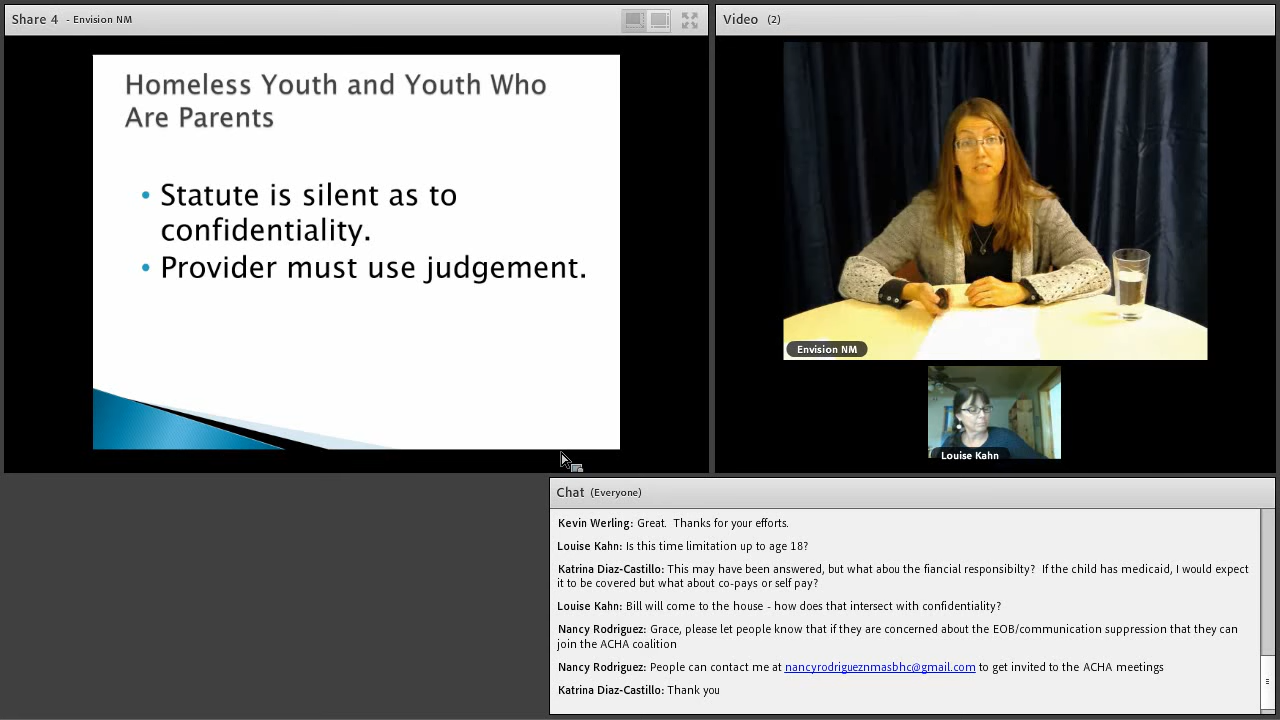 Share 4 - Envision NM
Homeless Youth and Youth Who
Are Parents
• Statute is silent as to
confidentiality.
• Provider must use judgement.
Video (2)
Envision NM
Louise Kahn
Chat (Everyone)
Kevin Werling: Great. Thanks for your efforts.
Louise Kahn: Is this time limitation up to age 18?
Katrina Diaz-Castillo: This may have been answered, but what abou the fiancial responsibilty? If the child has medicaid, I would expect
it to be covered but what about co-pays or self pay?
Louise Kahn: Bill will come to the house - how does that intersect with confidentiality?
Nancy Rodriguez: Grace, please let people know that if they are concerned about the EOB/communication suppression that they can
join the ACHA coalition
Nancy Rodriguez: People can contact me at nancyrodrigueznmasbhc@gmail.com to get invited to the ACHA meetings
Katrina Diaz-Castillo: Thank you